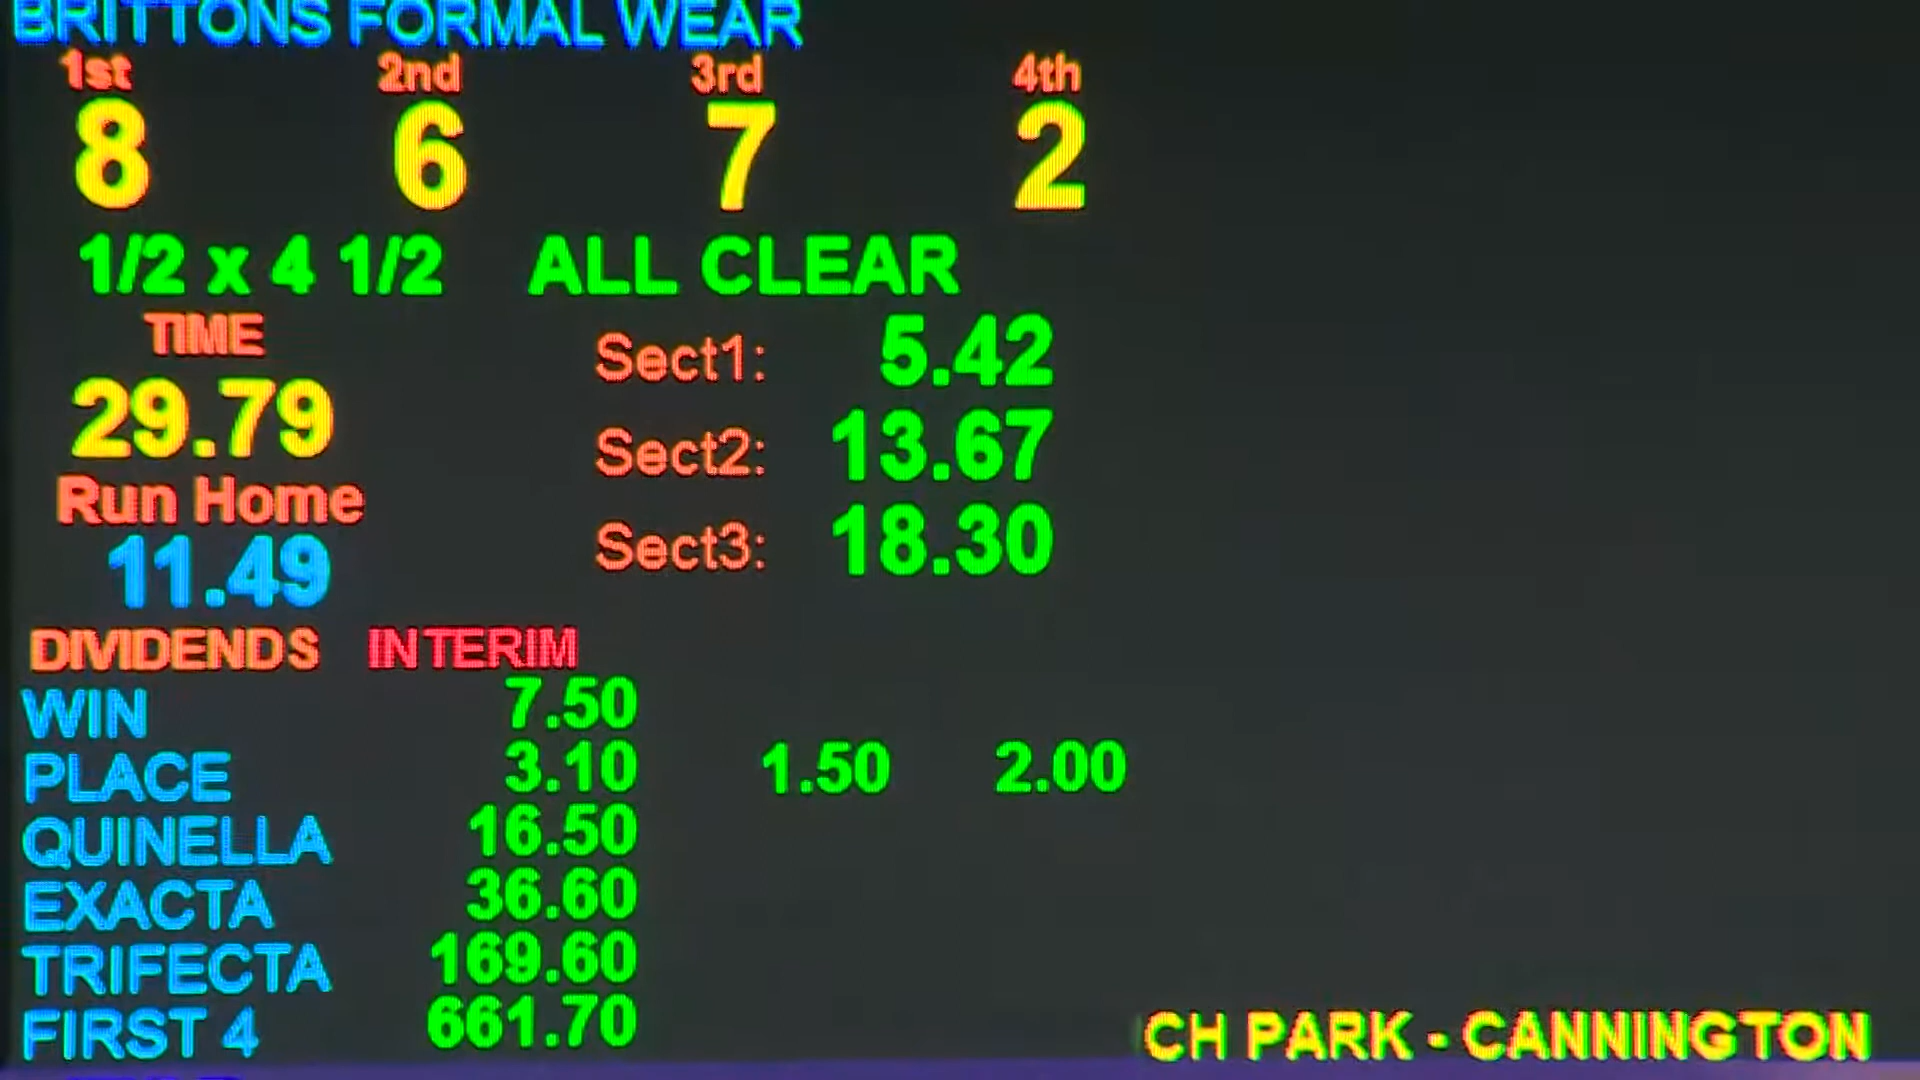 BRITTONS FORMAL WEAR
1st 2nd 3rd 4th
8 6 7 2
1/2 x 4 1/2 ALL CLEAR
TIME
29.79
Run Home
11.49
Sect1: 5.42
Sect2: 13.67
Sect3: 18.30
DIVIDENDS INTERIM
WIN 7.50
PLACE 3.10 1.50 2.00
QUINELLA 16.50
EXACTA 36.60
TRIFECTA 169.60
FIRST 4 661.70
CH PARK - CANNINGTON